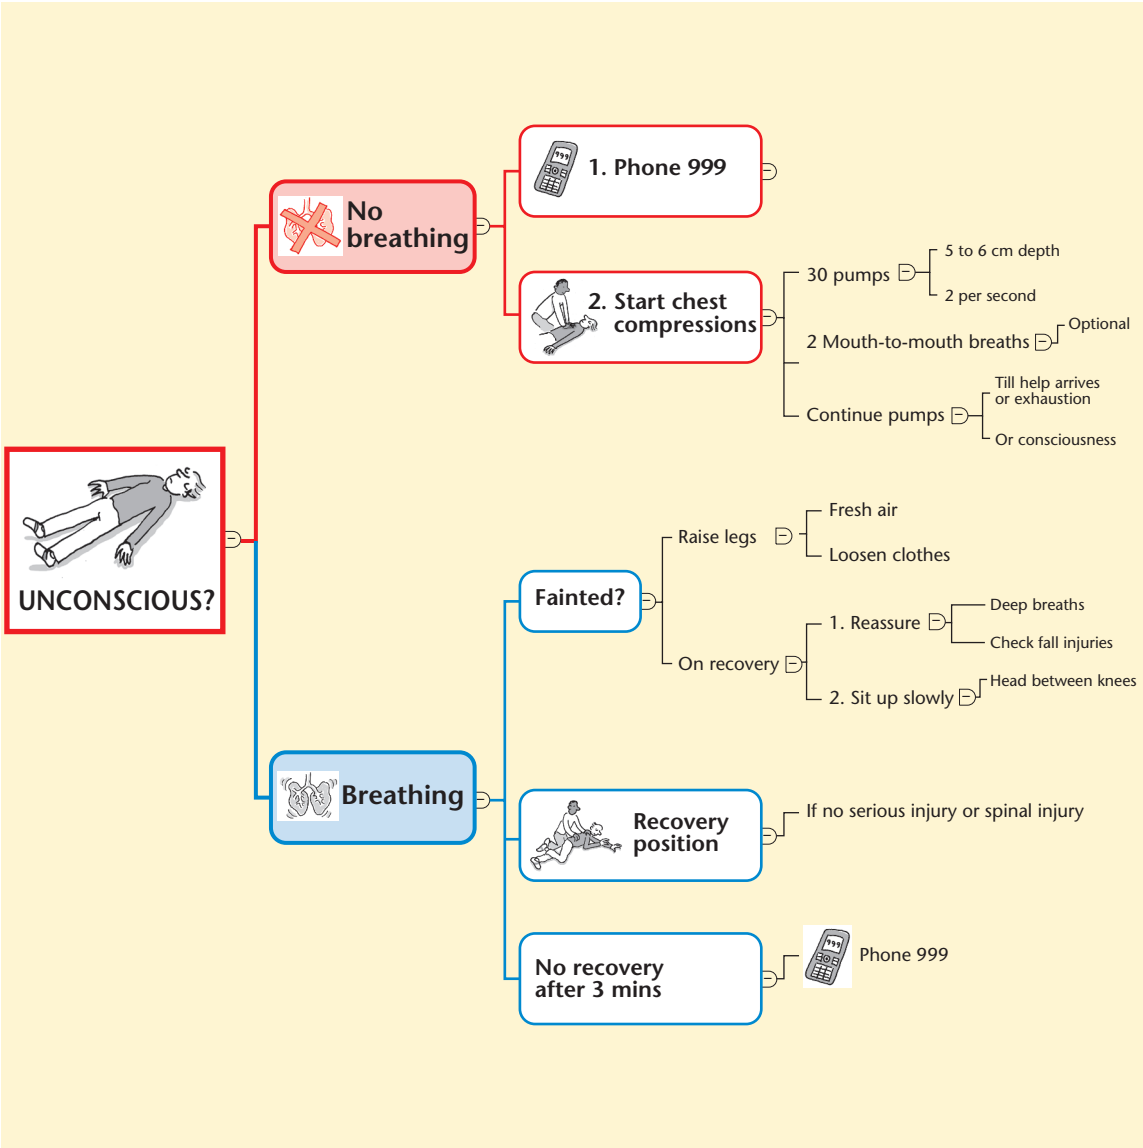 999
1. Phone 999
No
breathing
2. Start chest
compressions
30 pumps
5 to 6 cm depth
2 per second
2 Mouth-to-mouth breaths
Optional
Continue pumps
Till help arrives
or exhaustion
Or consciousness
UNCONSCIOUS?
Fainted?
Raise legs
Fresh air
Loosen clothes
On recovery
1. Reassure
Deep breaths
Check fall injuries
2. Sit up slowly
Head between knees
Breathing
Recovery
position
If no serious injury or spinal injury
No recovery
after 3 mins
999
Phone 999